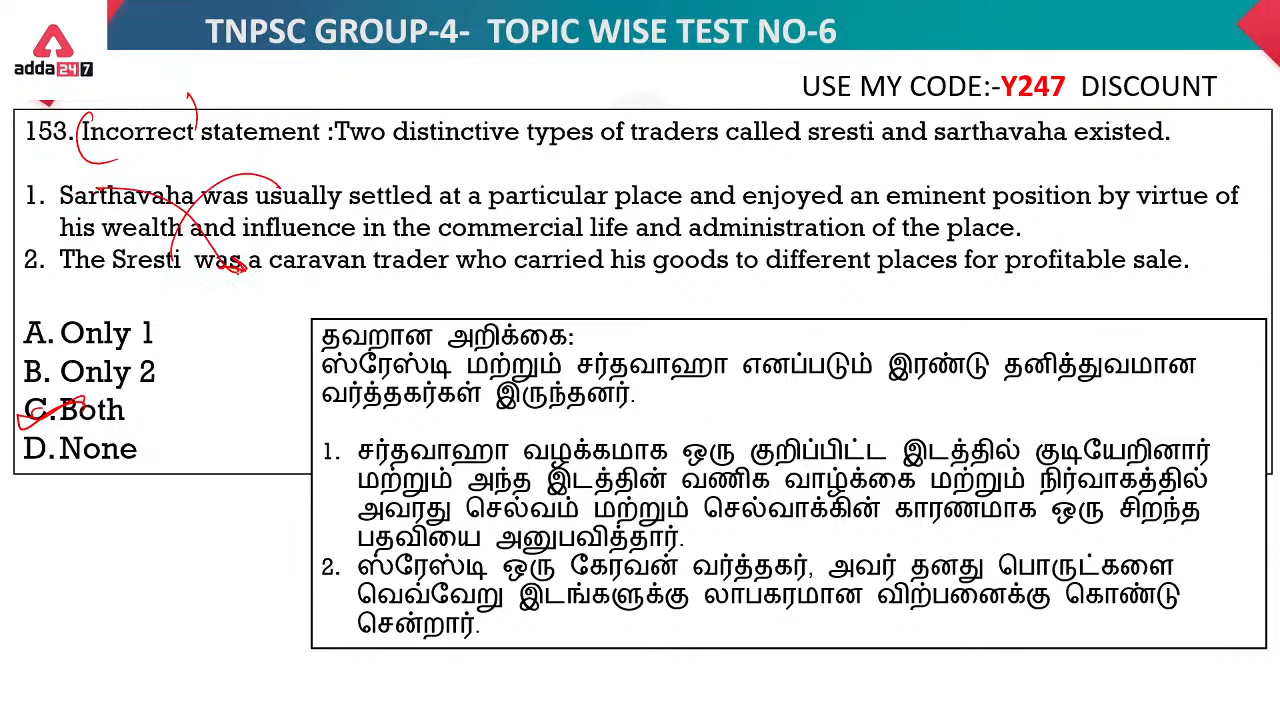 TNPSC GROUP-4- TOPIC WISE TEST NO-6
adda247
USE MY CODE:-Y247 DISCOUNT
153. Incorrect statement :Two distinctive types of traders called sresti and sarthavaha existed.
1. Sarthavaha was usually settled at a particular place and enjoyed an eminent position by virtue of
his wealth and influence in the commercial life and administration of the place.
2. The Sresti was a caravan trader who carried his goods to different places for profitable sale.
A. Only 1
B. Only 2
C. Both
D. None
தவறான அறிக்கை:
ஸ்ரேஸ்டி மற்றும் சர்தவாஹா எனப்படும் இரண்டு தனித்துவமான
வர்த்தகர்கள் இருந்தனர்.
1. சர்தவாஹா வழக்கமாக ஒரு குறிப்பிட்ட இடத்தில் குடியேறினார்
மற்றும் அந்த இடத்தின் வணிக வாழ்க்கை மற்றும் நிர்வாகத்தில்
அவரது செல்வம் மற்றும் செல்வாக்கின் காரணமாக ஒரு சிறந்த
பதவியை அனுபவித்தார்.
2. ஸ்ரேஸ்டி ஒரு கேரவன் வர்த்தகர், அவர் தனது பொருட்களை
வெவ்வேறு இடங்களுக்கு லாபகரமான விற்பனைக்கு கொண்டு
சென்றார்.